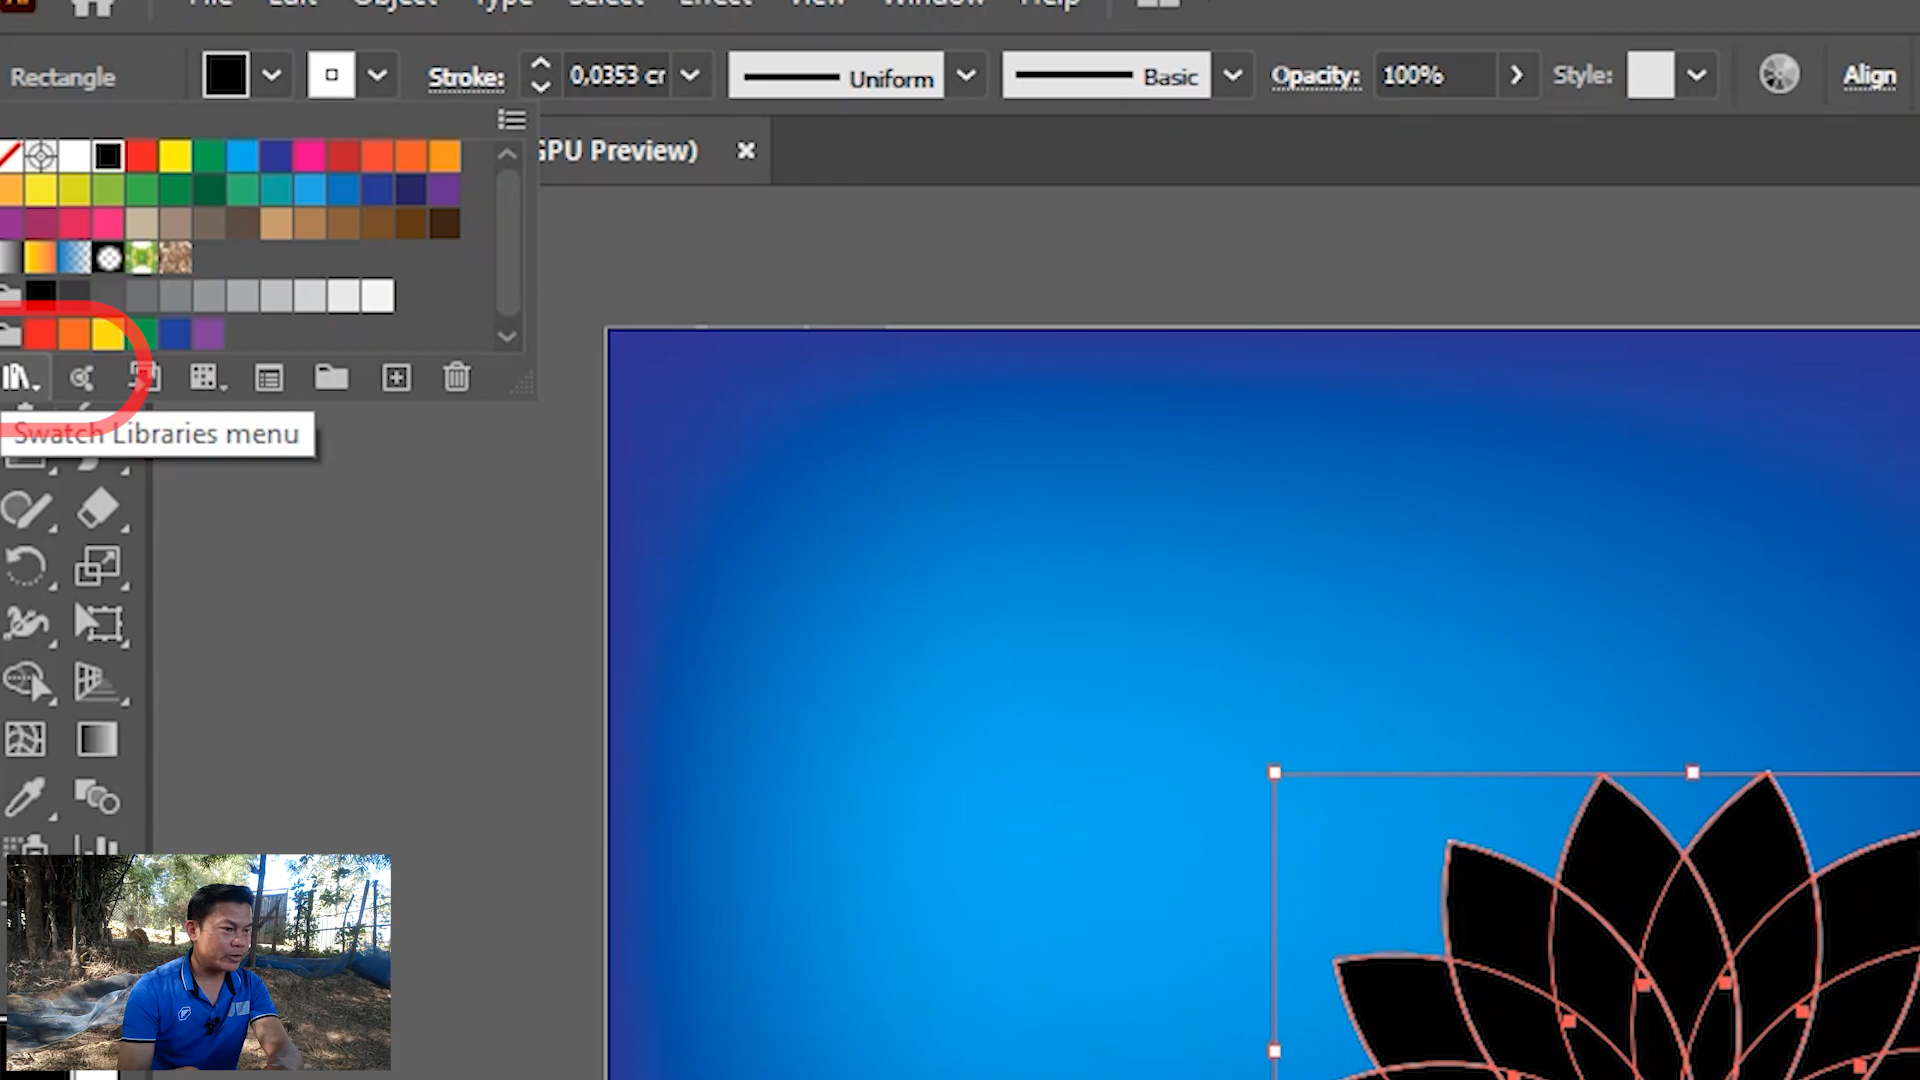 File Edit Object Type Select Effect View Window Help
Rectangle Stroke: 0,0353 cr Uniform Basic Opacity: 100% Style: Align
GPU Preview) ×
Swatch Libraries menu